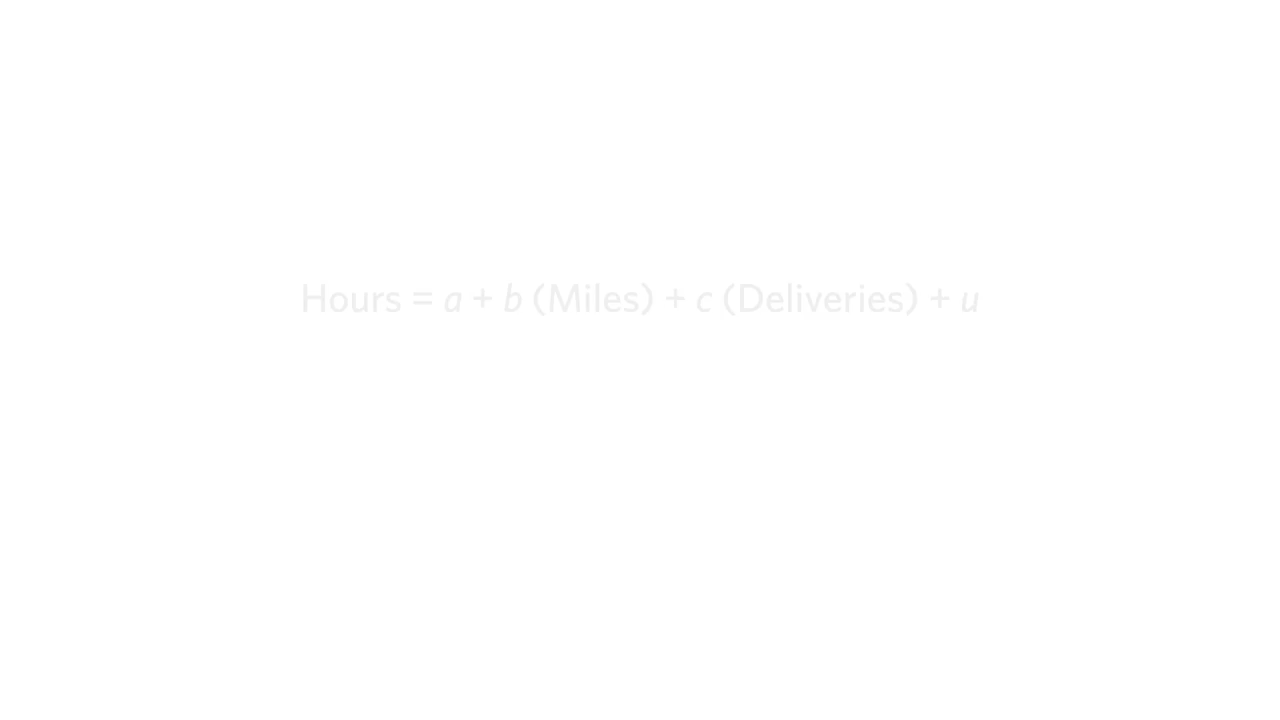 Hours = a + b (Miles) + c (Deliveries) + u